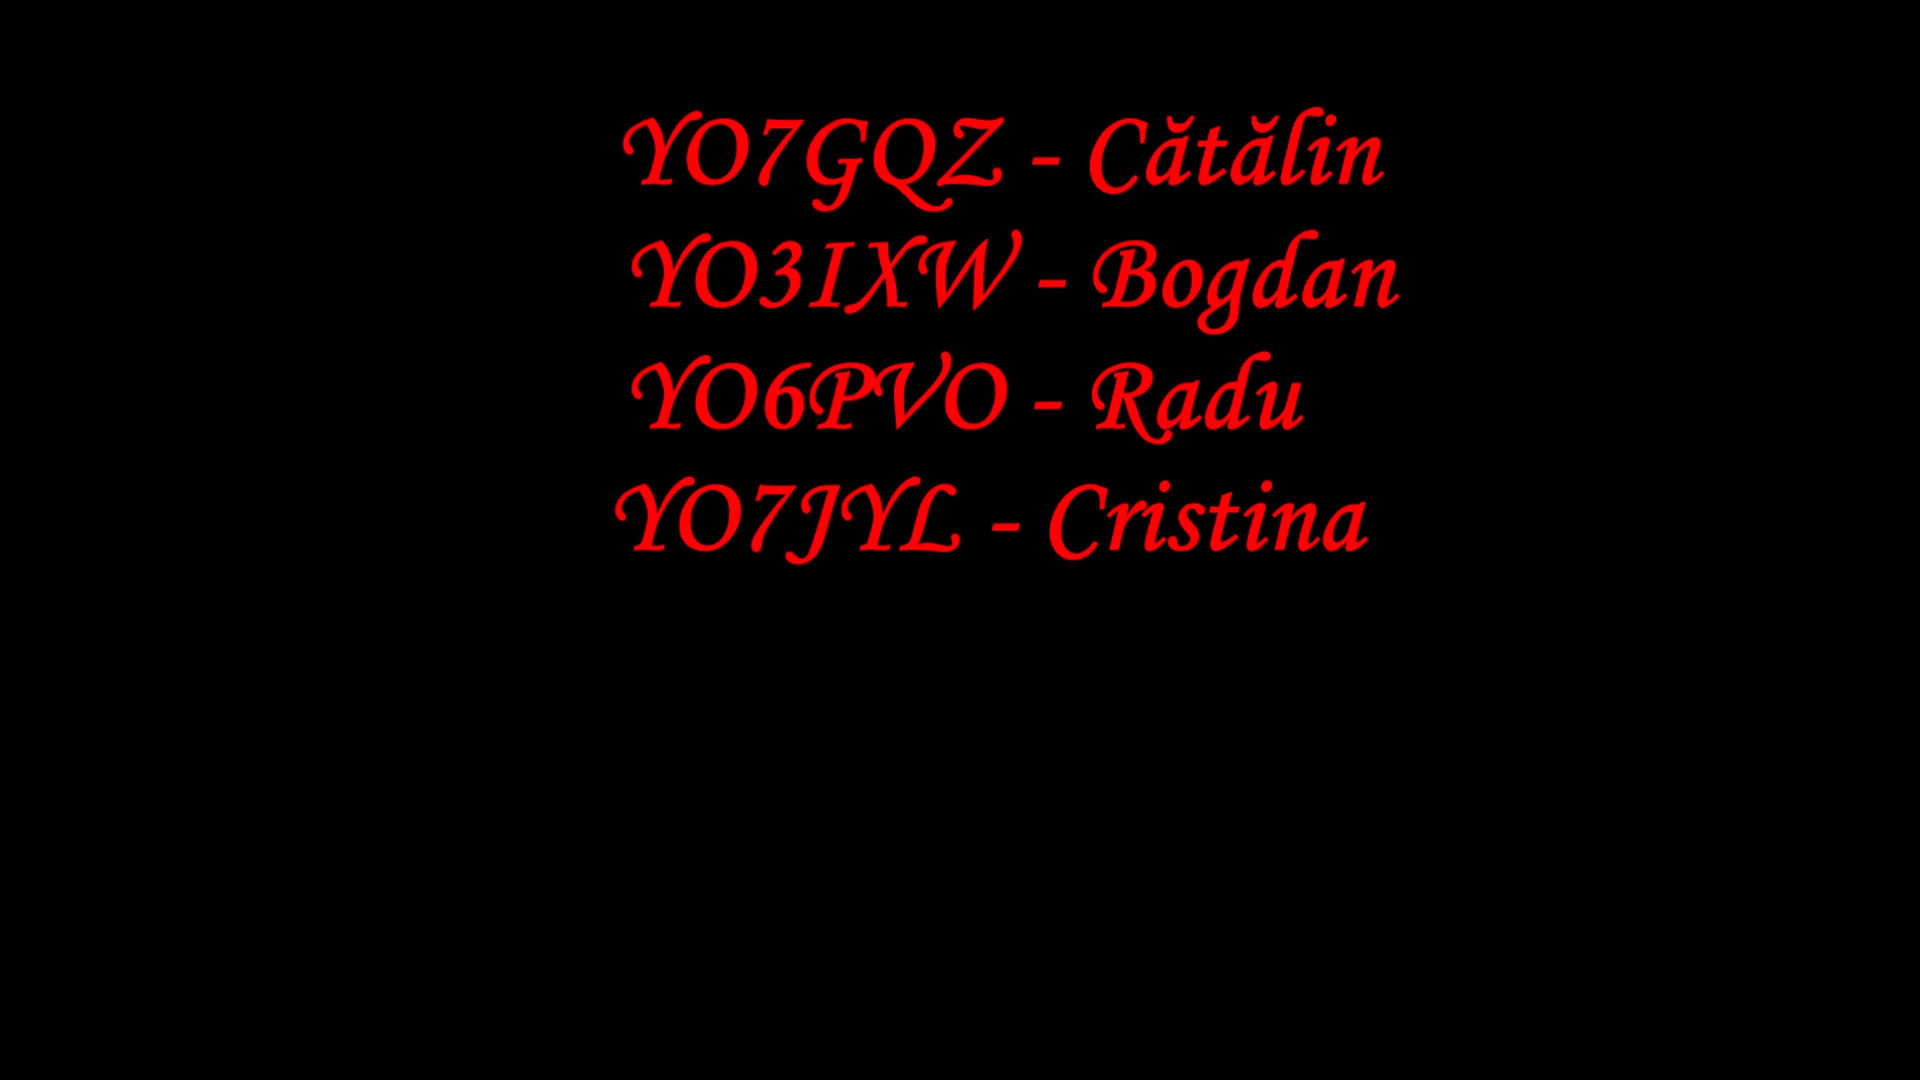 YO7GQZ - Cătălin
YO3IXW - Bogdan
YO6PVO - Radu
YO7JYL - Cristina